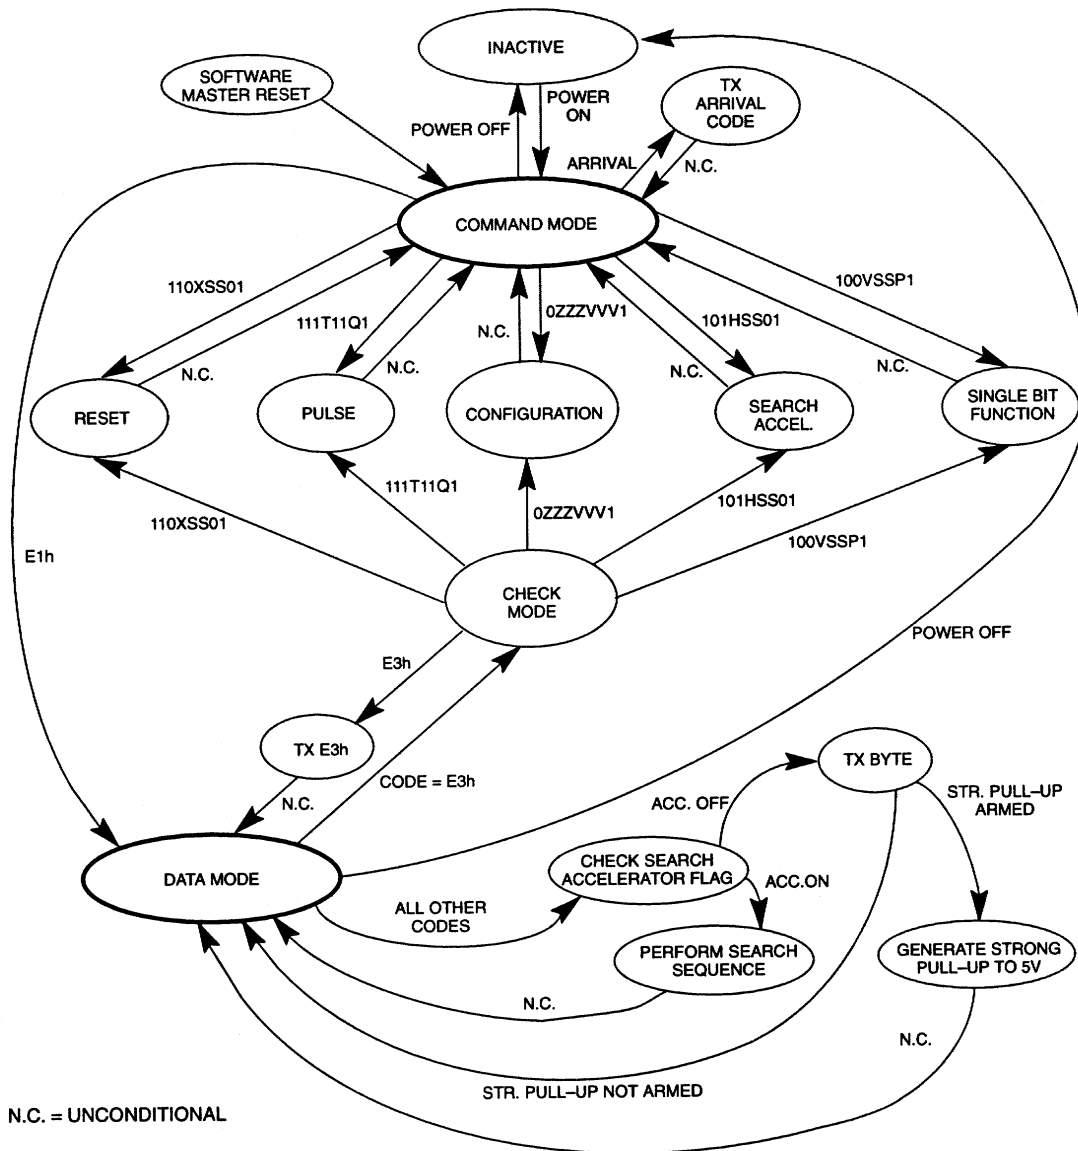 INACTIVE
SOFTWARE
MASTER RESET
TX
ARRIVAL
CODE
POWER
ON
POWER OFF
ARRIVAL
N.C.
COMMAND MODE
110XSS01
111T11Q1
N.C.
0ZZZVVV1
101HSS01
100VSSP1
N.C.
N.C.
N.C.
N.C.
RESET
PULSE
CONFIGURATION
SEARCH
ACCEL.
SINGLE BIT
FUNCTION
110XSS01
111T11Q1
0ZZZVVV1
101HSS01
100VSSP1
E1h
CHECK
MODE
POWER OFF
E3h
TX E3h
CODE = E3h
N.C.
TX BYTE
ACC. OFF
STR. PULL–UP
ARMED
DATA MODE
CHECK SEARCH
ACCELERATOR FLAG
ACC.ON
ALL OTHER
CODES
PERFORM SEARCH
SEQUENCE
GENERATE STRONG
PULL–UP TO 5V
N.C.
N.C.
STR. PULL–UP NOT ARMED
N.C. = UNCONDITIONAL